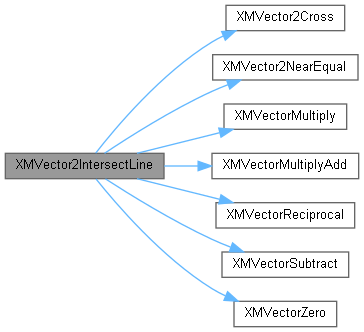 XMVector2Cross
XMVector2NearEqual
XMVectorMultiply
XMVector2IntersectLine
XMVectorMultiplyAdd
XMVectorReciprocal
XMVectorSubtract
XMVectorZero